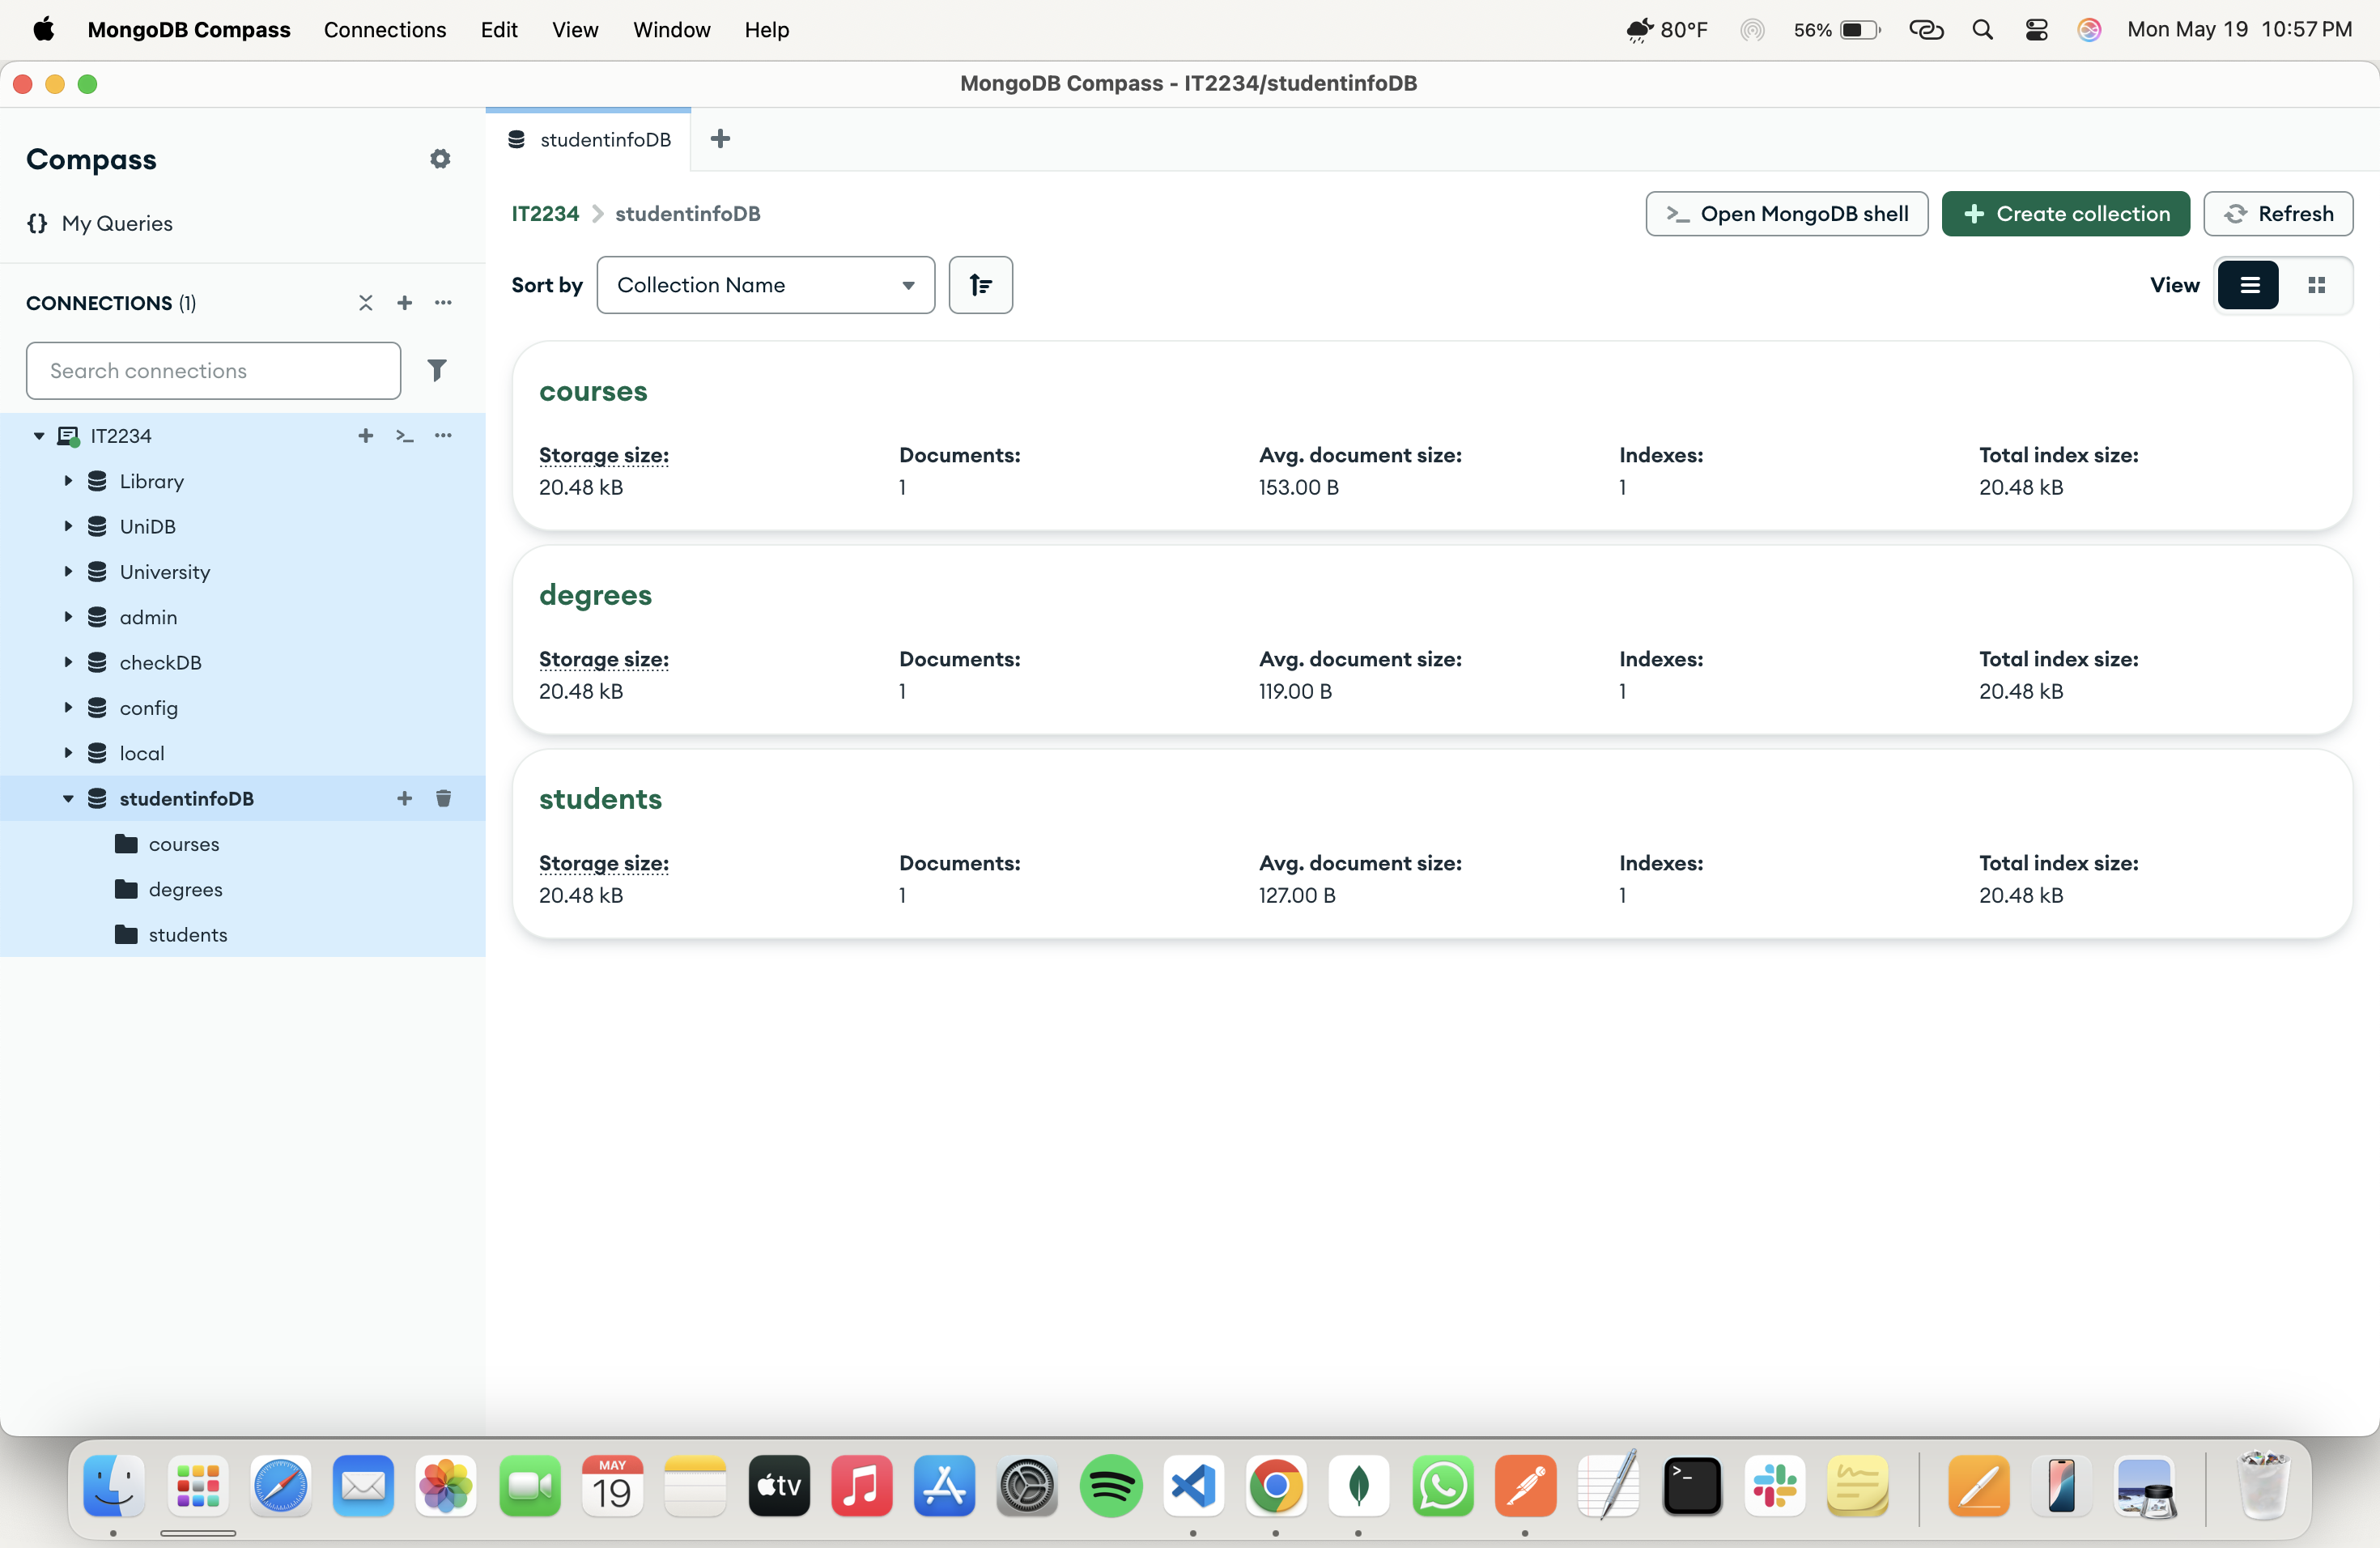 MongoDB Compass Connections Edit View Window Help 80°F 56% Mon May 19 10:57 PM
MongoDB Compass - IT2234/studentinfoDB
studentinfoDB
Compass
My Queries
CONNECTIONS (1)
Search connections
IT2234
Library
UniDB
University
admin
checkDB
config
local
studentinfoDB
courses
degrees
students
IT2234 studentinfoDB
>_ Open MongoDB shell
Create collection
Refresh
Sort by Collection Name
View
courses
Storage size: Documents: Avg. document size: Indexes: Total index size:
20.48 kB 1 153.00 B 1 20.48 kB
degrees
Storage size: Documents: Avg. document size: Indexes: Total index size:
20.48 kB 1 119.00 B 1 20.48 kB
students
Storage size: Documents: Avg. document size: Indexes: Total index size:
20.48 kB 1 127.00 B 1 20.48 kB
MAY
19
tv